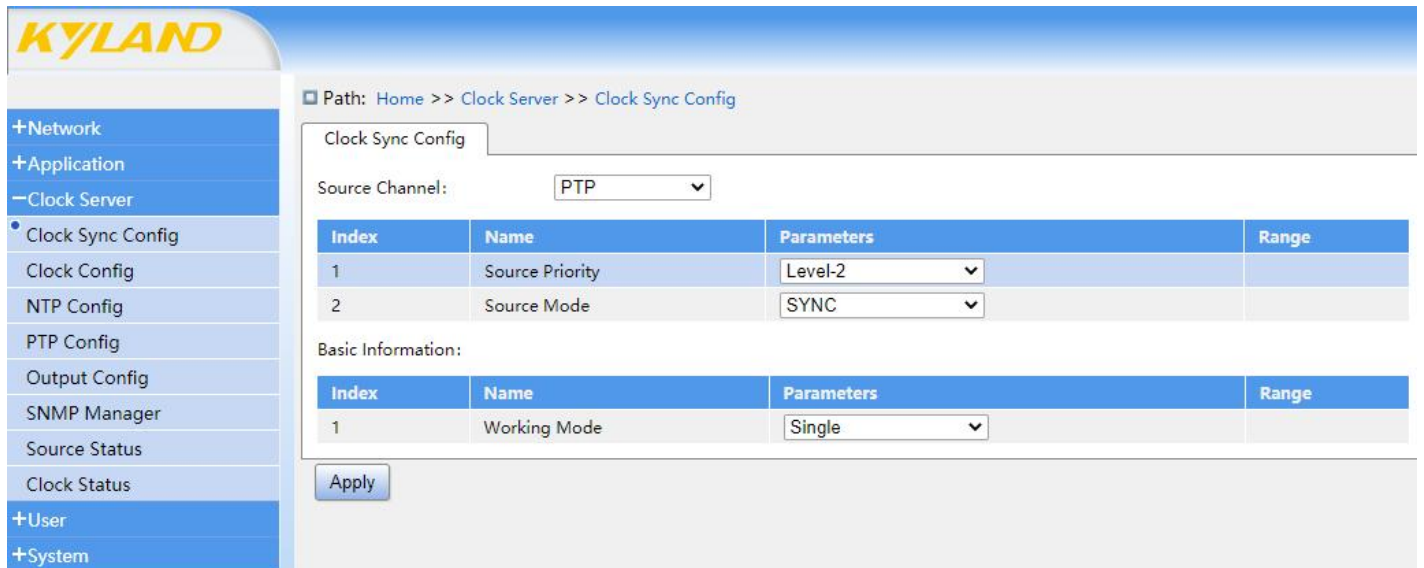 KYLAND
Path: Home >> Clock Server >> Clock Sync Config
+Network
+Application
−Clock Server
Clock Sync Config
Clock Config
NTP Config
PTP Config
Output Config
SNMP Manager
Source Status
Clock Status
+User
+System
Clock Sync Config
Source Channel: PTP
Index Name Parameters Range
1 Source Priority Level-2
2 Source Mode SYNC
Basic Information:
Index Name Parameters Range
1 Working Mode Single
Apply